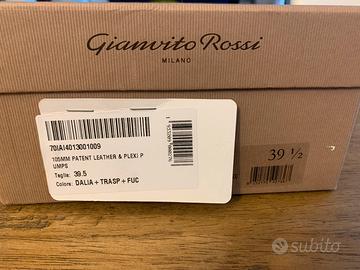 Gianvito Rossi
MILANO
70IAI4013001009
105MM PATENT LEATHER & PLEXI P
UMPS
Taglia: 39.5
Colore: DALIA + TRASP + FUC
39 ½
subito